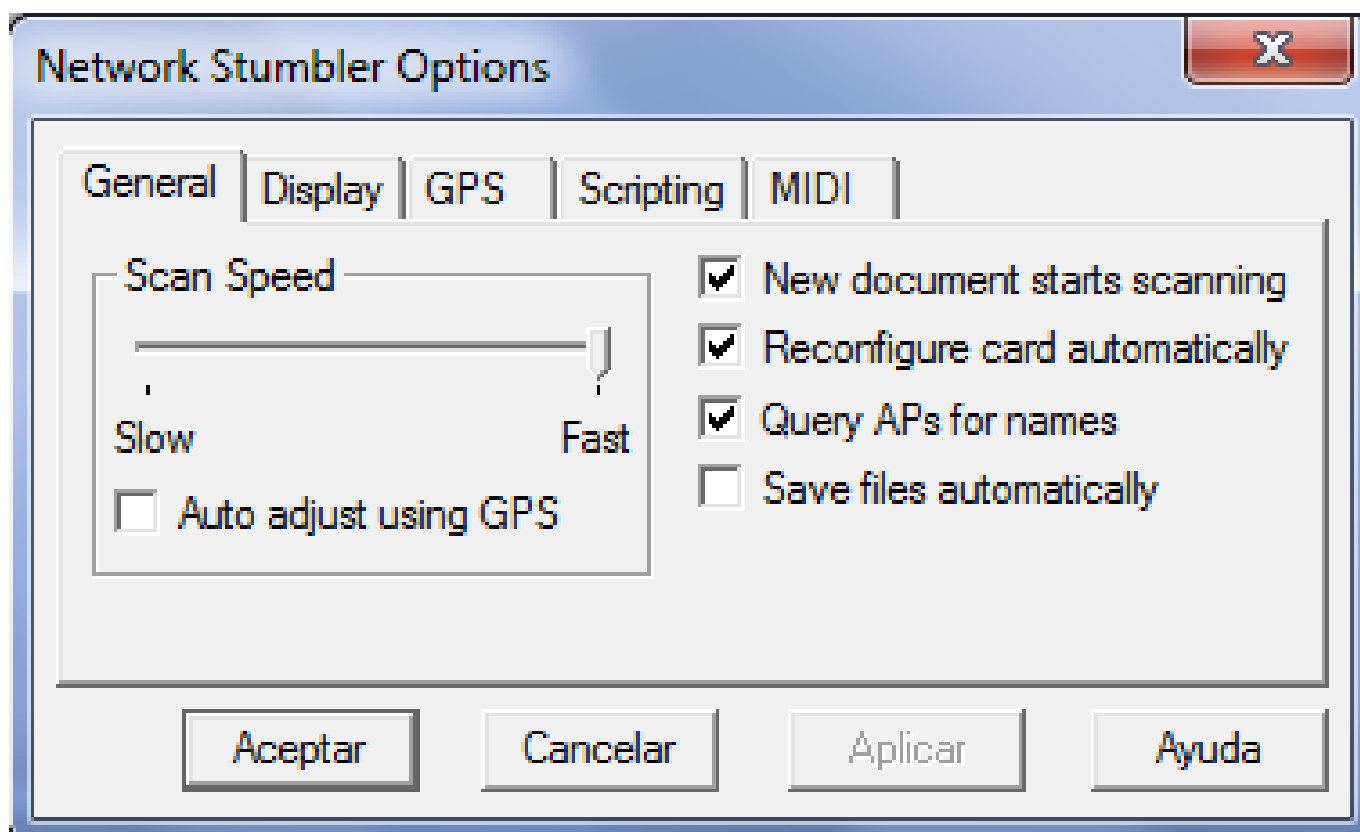 Network Stumbler Options
General Display GPS Scripting MIDI
Scan Speed
Slow Fast
Auto adjust using GPS
New document starts scanning
Reconfigure card automatically
Query APs for names
Save files automatically
Aceptar Cancelar Aplicar Ayuda